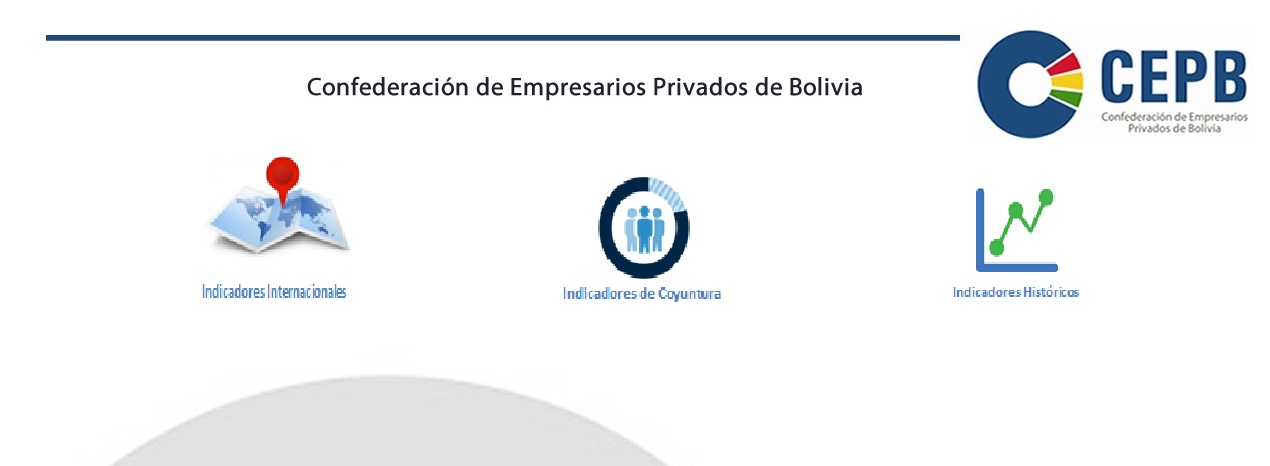 Confederación de Empresarios Privados de Bolivia
CEPB
Confederación de Empresarios
Privados de Bolivia
Indicadores Internacionales
Indicadores de Coyuntura
Indicadores Históricos